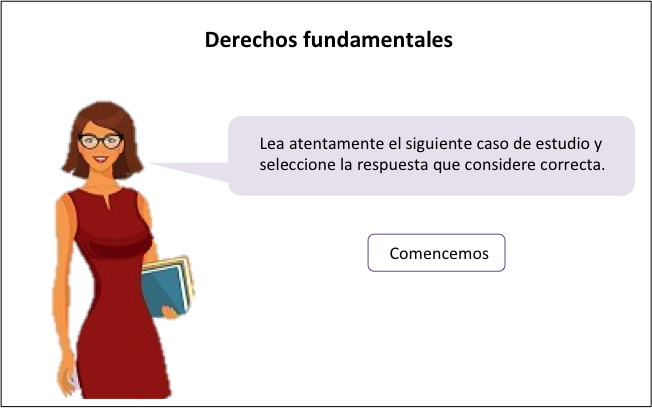 Derechos fundamentales
Lea atentamente el siguiente caso de estudio y
seleccione la respuesta que considere correcta.
Comencemos